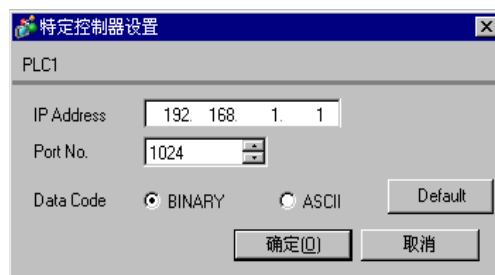 特定控制器设置
PLC1
IP Address 192. 168. 1. 1
Port No. 1024
Data Code BINARY ASCII Default
确定(O) 取消